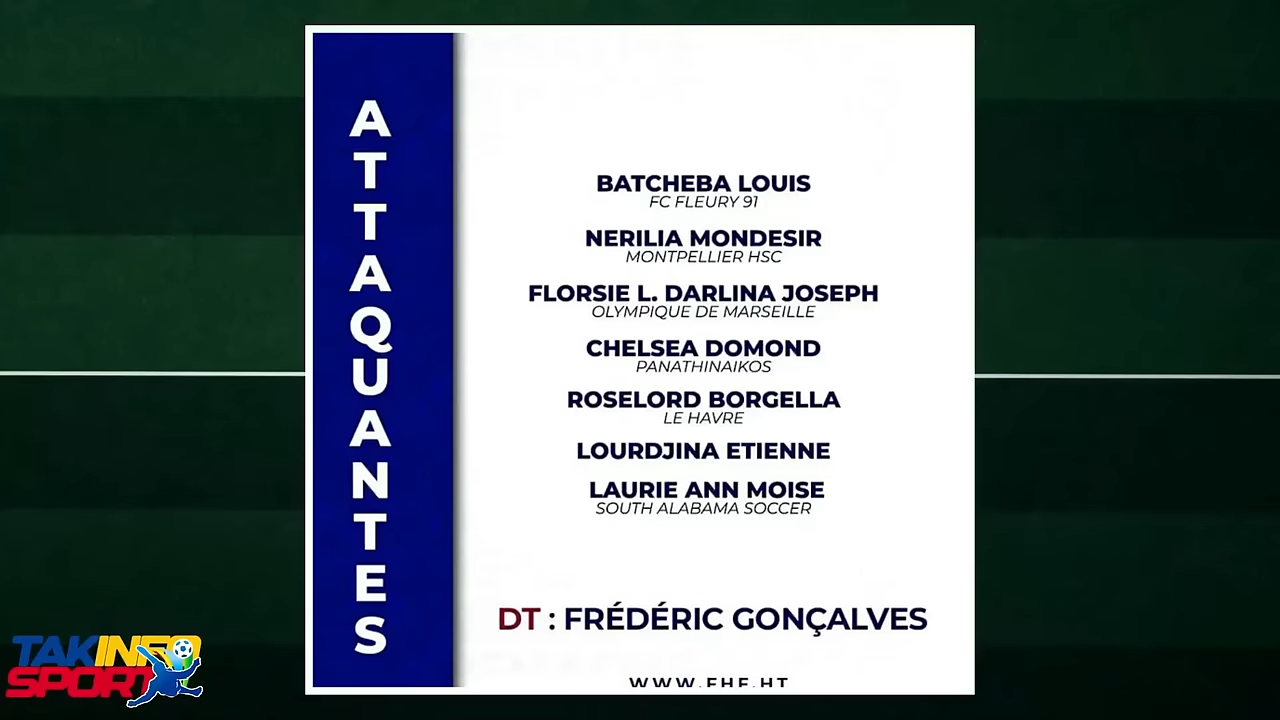 ATTAQUANTES
BATCHEBA LOUIS
FC FLEURY 91
NERILIA MONDESIR
MONTPELLIER HSC
FLORSIE L. DARLINA JOSEPH
OLYMPIQUE DE MARSEILLE
CHELSEA DOMOND
PANATHINAIKOS
ROSELORD BORGELLA
LE HAVRE
LOURDJINA ETIENNE
LAURIE ANN MOISE
SOUTH ALABAMA SOCCER
DT : FRÉDÉRIC GONÇALVES
WWW.FHF.HT
TAKINFO
SPORT